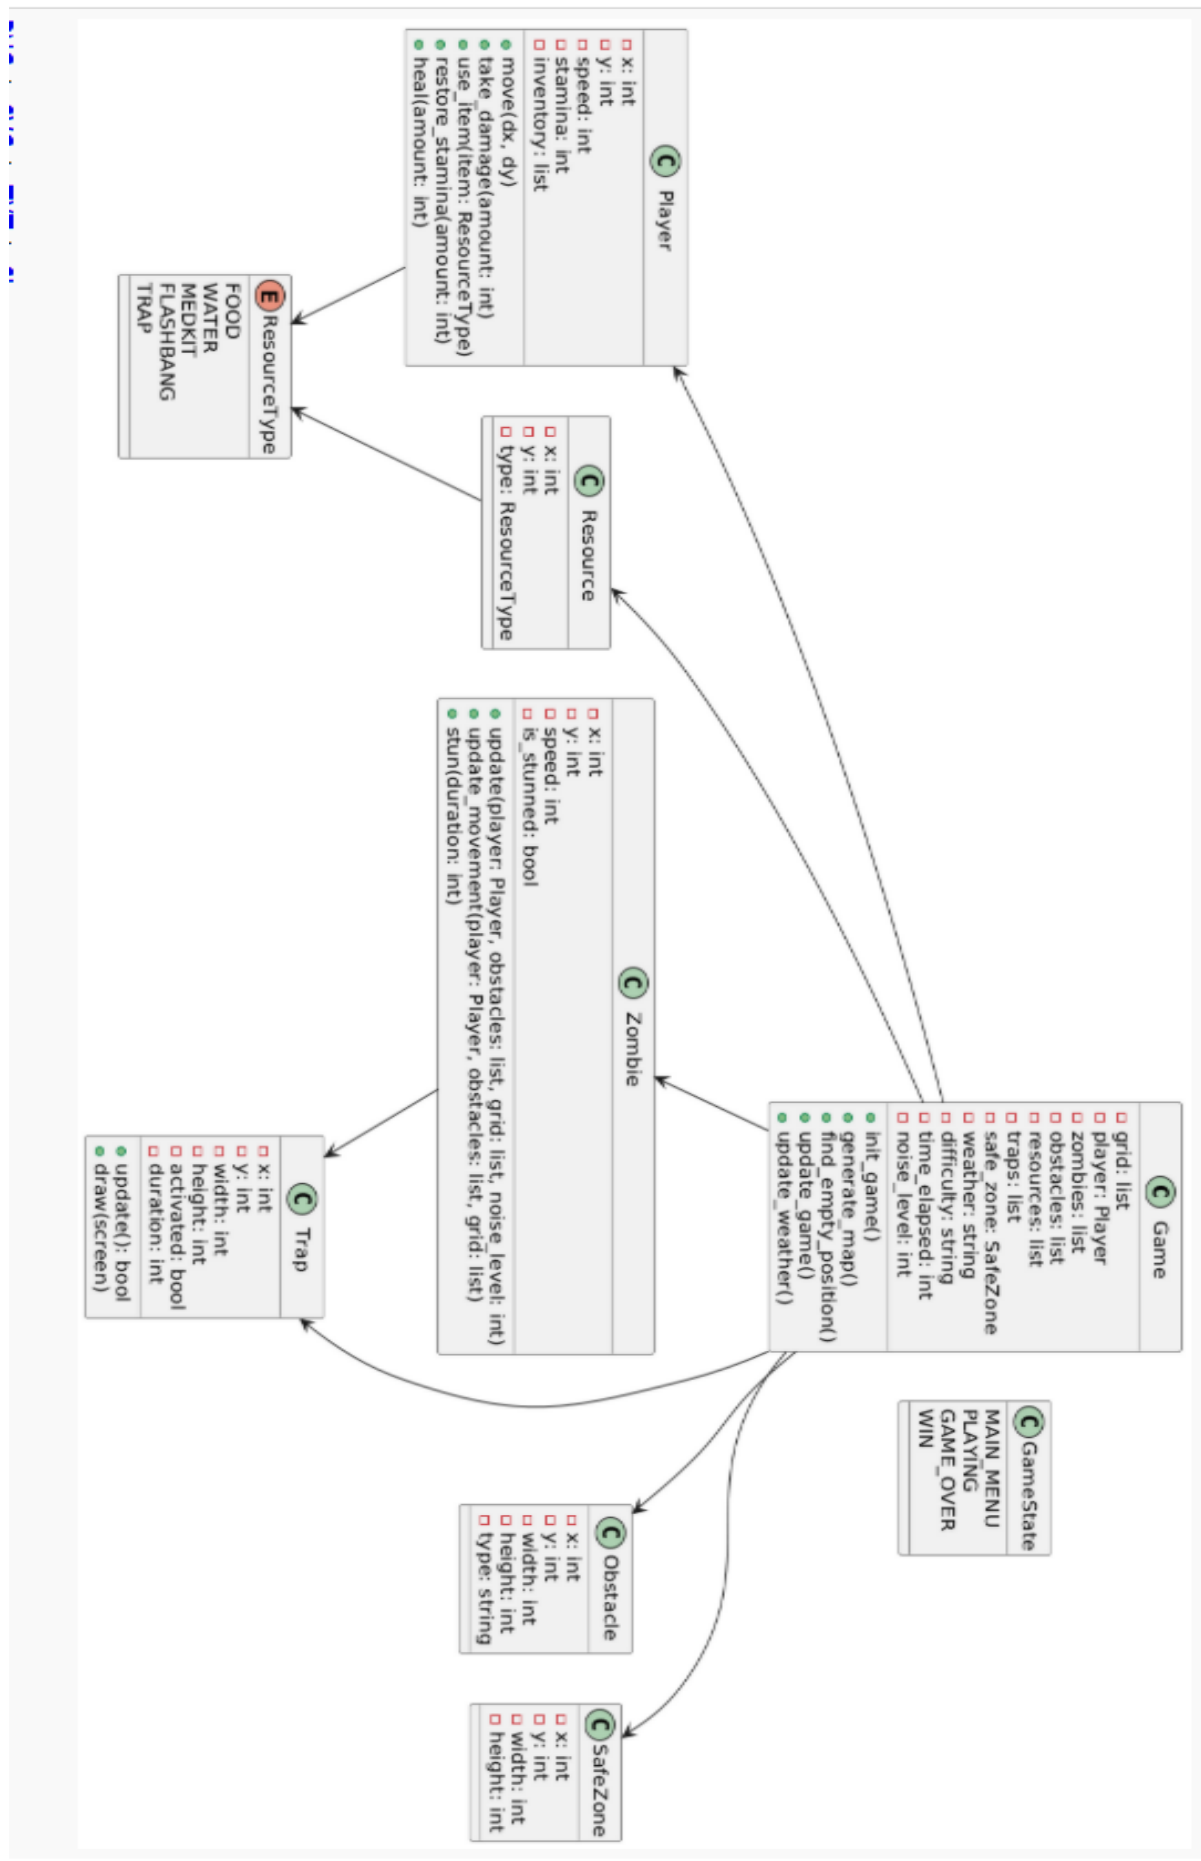 C Game
grid: list
player: Player
zombies: list
obstacles: list
resources: list
traps: list
safe_zone: SafeZone
weather: string
difficulty: string
time_elapsed: int
noise_level: int
init_game()
generate_map()
find_empty_position()
update_game()
update_weather()
C GameState
MAIN_MENU
PLAYING
GAME_OVER
WIN
C Player
x: int
y: int
speed: int
stamina: int
inventory: list
move(dx, dy)
take_damage(amount: int)
use_item(item: ResourceType)
restore_stamina(amount: int)
heal(amount: int)
C Resource
x: int
y: int
type: ResourceType
C Zombie
x: int
y: int
speed: int
is_stunned: bool
update(player: Player, obstacles: list, grid: list, noise_level: int)
update_movement(player: Player, obstacles: list, grid: list)
stun(duration: int)
C Obstacle
x: int
y: int
width: int
height: int
type: string
C SafeZone
x: int
y: int
width: int
height: int
E ResourceType
FOOD
WATER
MEDKIT
FLASHBANG
TRAP
C Trap
x: int
y: int
width: int
height: int
activated: bool
duration: int
update(): bool
draw(screen)